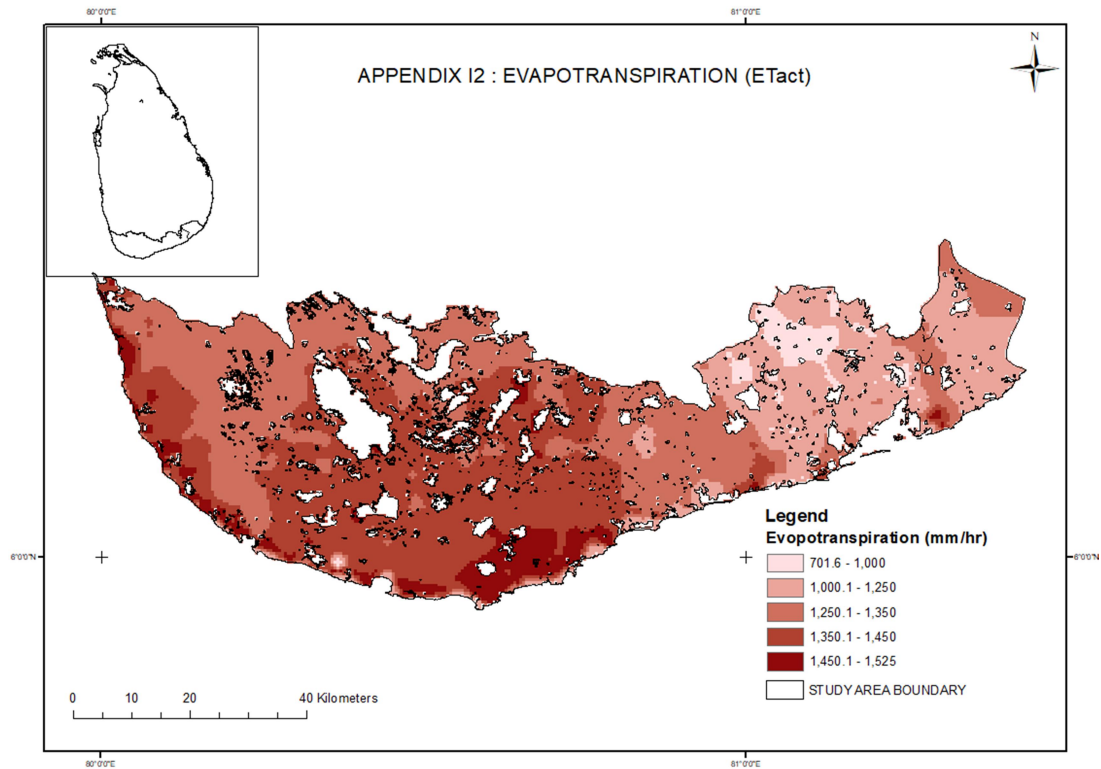 80°0'0"E
81°0'0"E
N
APPENDIX I2 : EVAPOTRANSPIRATION (ETact)
Legend
Evopotranspiration (mm/hr)
701.6 - 1,000
1,000.1 - 1,250
1,250.1 - 1,350
1,350.1 - 1,450
1,450.1 - 1,525
STUDY AREA BOUNDARY
6°0'0"N
6°0'0"N
0 10 20 40 Kilometers
80°0'0"E
81°0'0"E